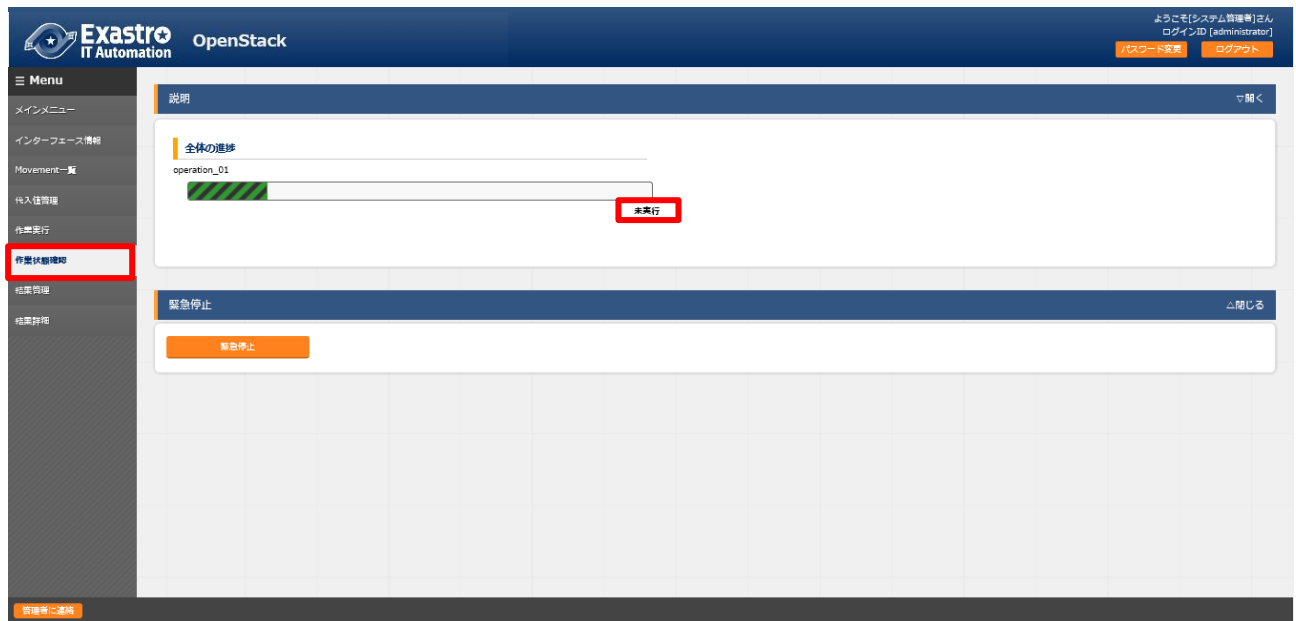 Exastro
IT Automation
OpenStack
ようこそ[システム管理者]さん
ログインID [administrator]
パスワード変更
ログアウト
☰ Menu
メインメニュー
インターフェース情報
Movement一覧
代入値管理
作業実行
作業状態確認
結果管理
結果詳細
説明
▽開く
全体の進捗
operation_01
未実行
緊急停止
△閉じる
緊急停止
管理者に連絡